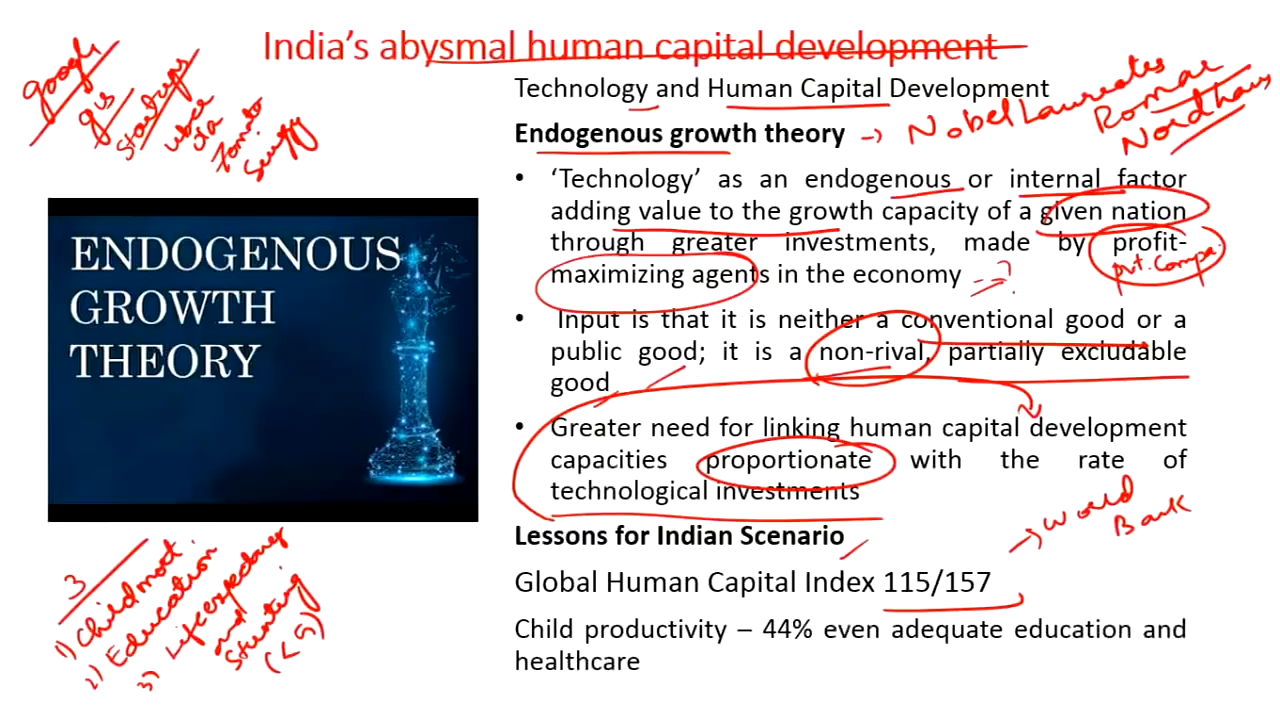 India's abysmal human capital development
google
gis
Startups
uber
Zomato
Swiggy
Technology and Human Capital Development
Endogenous growth theory -> Nobel Laureates
Romar
Nordhaus
• 'Technology' as an endogenous or internal factor
adding value to the growth capacity of a given nation
through greater investments, made by profit-
maximizing agents in the economy ->?
pvt. Compa.
• Input is that it is neither a conventional good or a
public good; it is a non-rival, partially excludable
good
• Greater need for linking human capital development
capacities proportionate with the rate of
technological investments
ENDOGENOUS
GROWTH
THEORY
Lessons for Indian Scenario
-> World
Bank
Global Human Capital Index 115/157
Child productivity – 44% even adequate education and
healthcare
3
1) Child mort.
2) Education
3) Life expectancy
and
Stunting